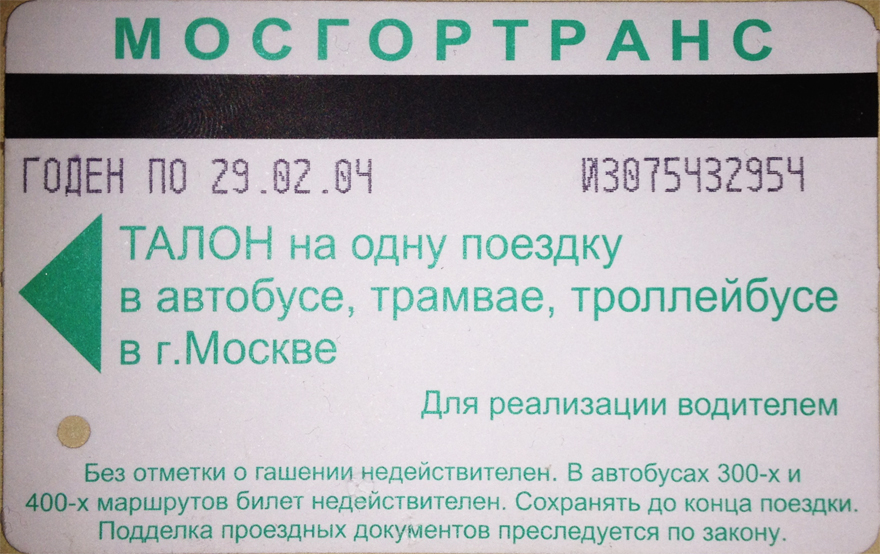 МОСГОРТРАНС
ГОДЕН ПО 29.02.04 И3075432954
ТАЛОН на одну поездку
в автобусе, трамвае, троллейбусе
в г.Москве
Для реализации водителем
Без отметки о гашении недействителен. В автобусах 300-х и
400-х маршрутов билет недействителен. Сохранять до конца поездки.
Подделка проездных документов преследуется по закону.